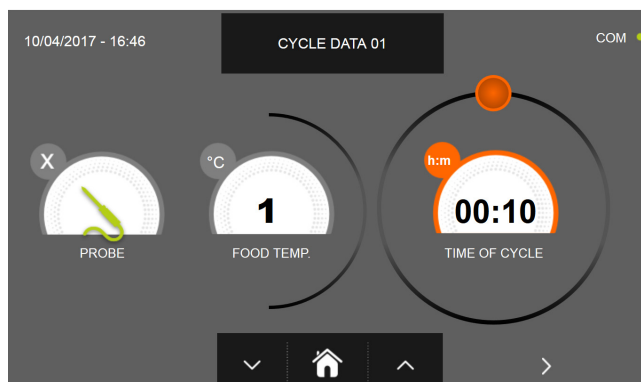 10/04/2017 - 16:46
CYCLE DATA 01
COM
X
°C
h:m
1
00:10
PROBE
FOOD TEMP.
TIME OF CYCLE